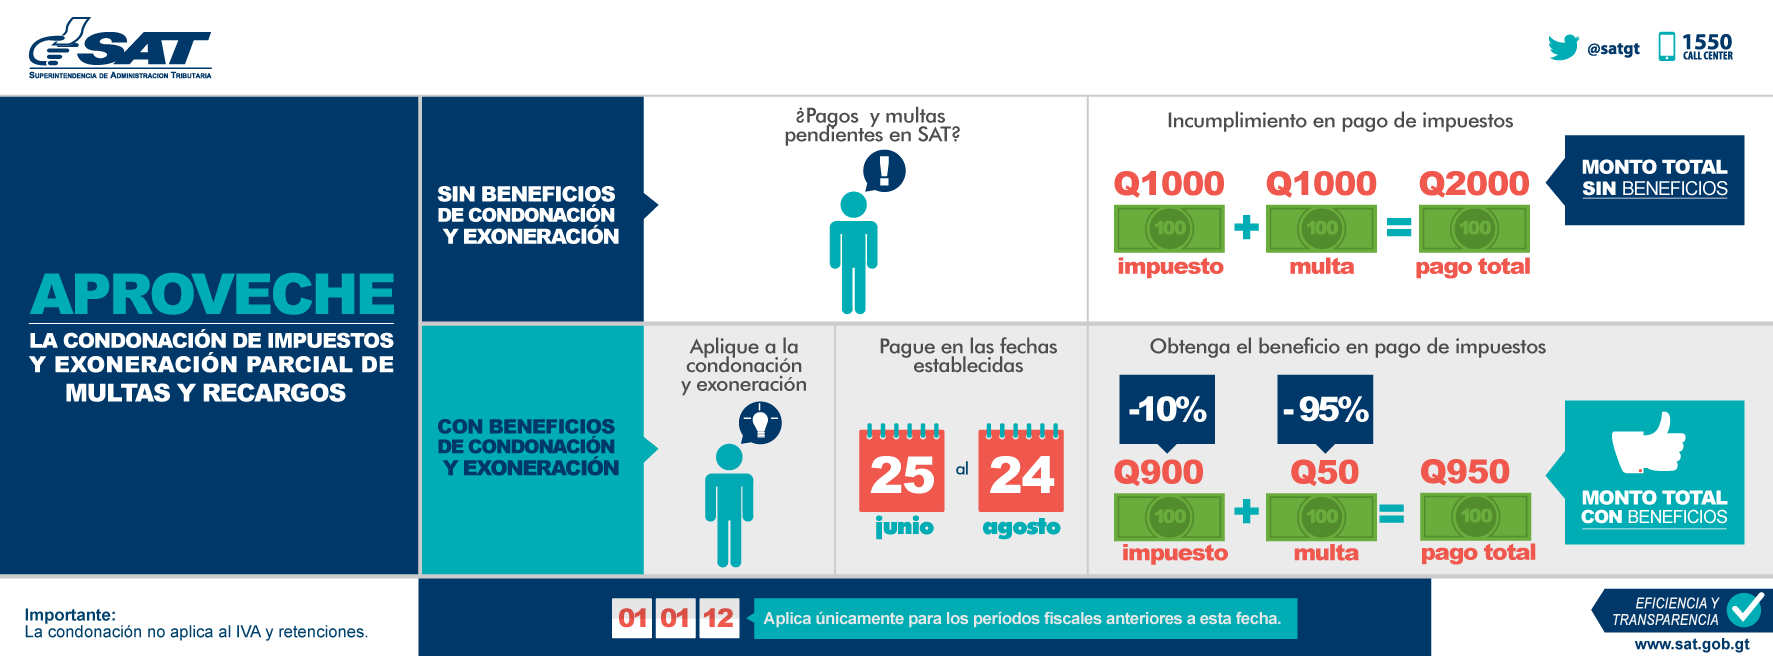 SAT
SUPERINTENDENCIA DE ADMINISTRACION TRIBUTARIA
@satgt
1550
CALL CENTER
APROVECHE
LA CONDONACIÓN DE IMPUESTOS
Y EXONERACIÓN PARCIAL DE
MULTAS Y RECARGOS
SIN BENEFICIOS
DE CONDONACIÓN
Y EXONERACIÓN
¿Pagos y multas
pendientes en SAT?
!
Incumplimiento en pago de impuestos
Q1000 Q1000 Q2000
100 + 100 = 100
impuesto multa pago total
MONTO TOTAL
SIN BENEFICIOS
CON BENEFICIOS
DE CONDONACIÓN
Y EXONERACIÓN
Aplique a la
condonación
y exoneración
Pague en las fechas
establecidas
25 al 24
junio agosto
Obtenga el beneficio en pago de impuestos
-10% - 95%
Q900 Q50 Q950
100 + 100 = 100
impuesto multa pago total
MONTO TOTAL
CON BENEFICIOS
Importante:
La condonación no aplica al IVA y retenciones.
01 01 12
Aplica únicamente para los períodos fiscales anteriores a esta fecha.
EFICIENCIA Y
TRANSPARENCIA
www.sat.gob.gt